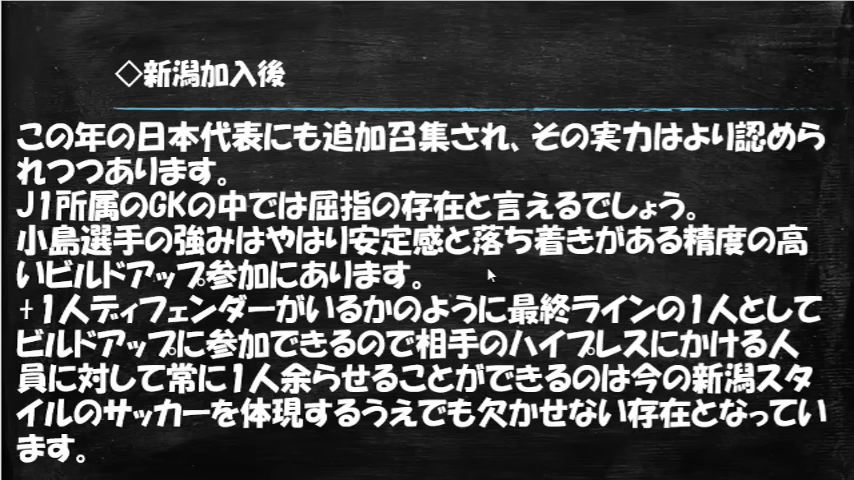 ◇新潟加入後
この年の日本代表にも追加召集され、その実力はより認めら
れつつあります。
J1所属のGKの中では屈指の存在と言えるでしょう。
小島選手の強みはやはり安定感と落ち着きがある精度の高
いビルドアップ参加にあります。
+1人ディフェンダーがいるかのように最終ラインの1人として
ビルドアップに参加できるので相手のハイプレスにかける人
員に対して常に1人余らせることができるのは今の新潟スタ
イルのサッカーを体現するうえでも欠かせない存在となってい
ます。